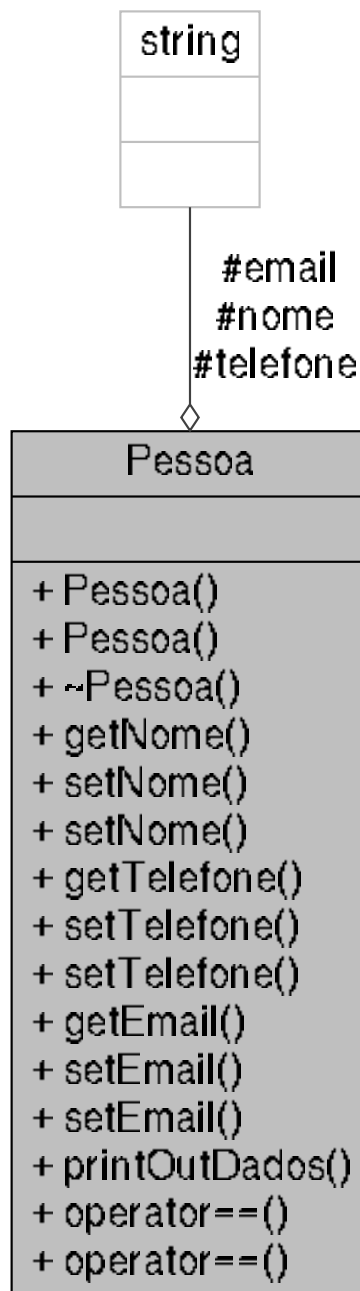 string
#email
#nome
#telefone
Pessoa
+ Pessoa()
+ Pessoa()
+ ~Pessoa()
+ getNome()
+ setNome()
+ setNome()
+ getTelefone()
+ setTelefone()
+ setTelefone()
+ getEmail()
+ setEmail()
+ setEmail()
+ printOutDados()
+ operator==()
+ operator==()